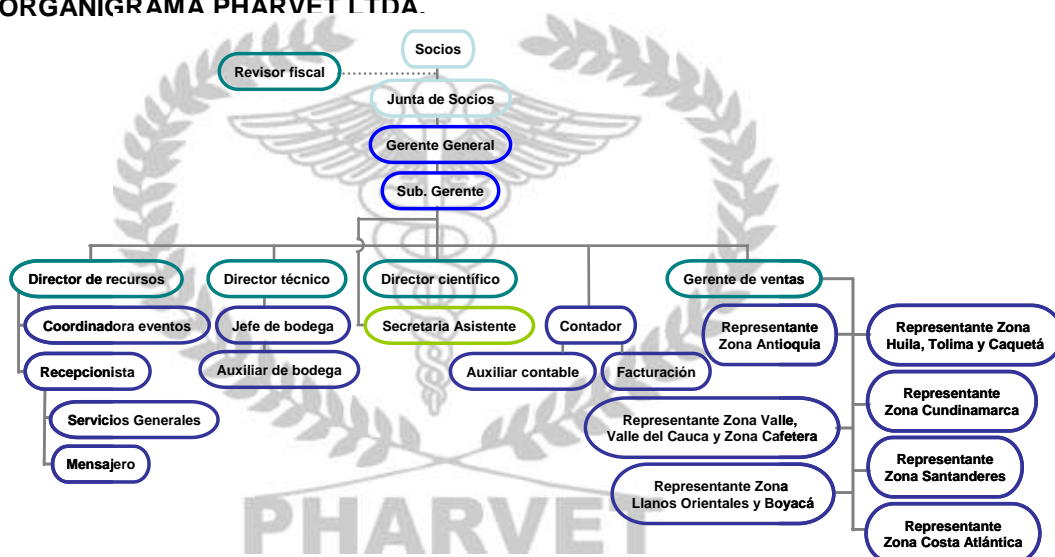 ORGANIGRAMA PHARVET LTDA.
Socios
Revisor fiscal
Junta de Socios
Gerente General
Sub. Gerente
Director de recursos
Director técnico
Director científico
Gerente de ventas
Coordinadora eventos
Jefe de bodega
Secretaria Asistente
Contador
Representante
Zona Antioquia
Representante Zona
Huila, Tolima y Caquetá
Recepcionista
Auxiliar de bodega
Auxiliar contable
Facturación
Representante
Zona Cundinamarca
Servicios Generales
Representante Zona Valle,
Valle del Cauca y Zona Cafetera
Mensajero
Representante
Zona Santanderes
Representante Zona
Llanos Orientales y Boyacá
Representante
Zona Costa Atlántica
PHARVET